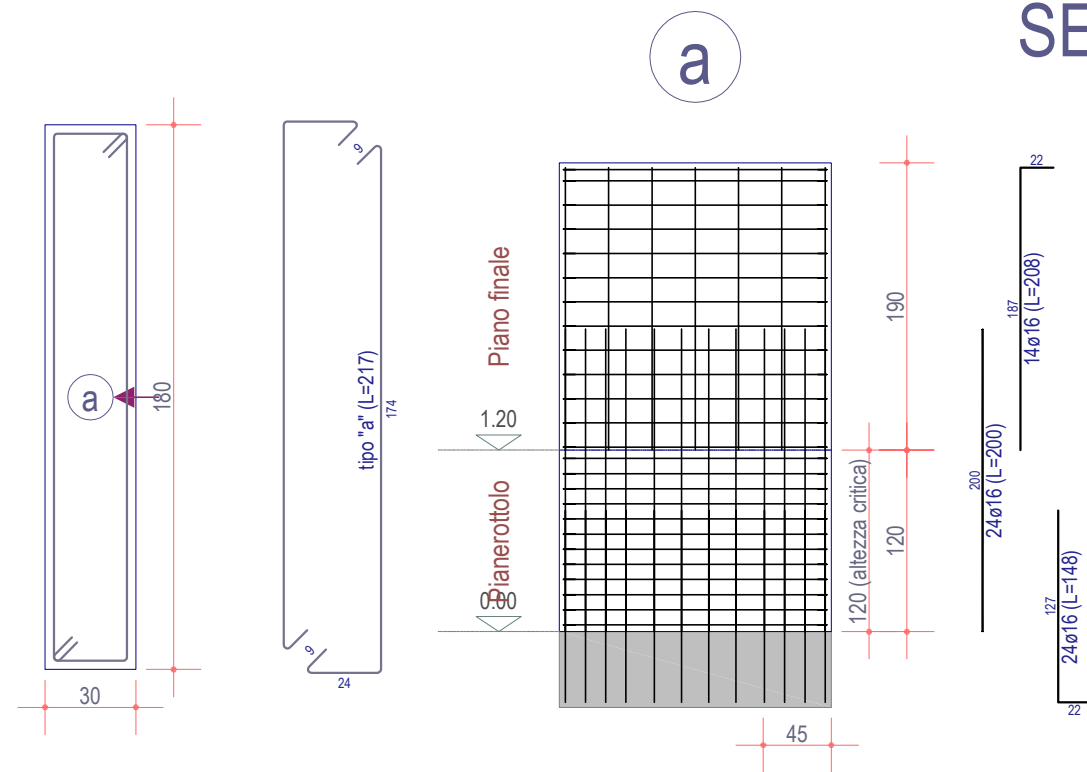 SE
a
180
a
30
9
tipo "a" (L=217)
174
9
24
Piano finale
1.20
Pianerottolo
0.00
190
120 (altezza critica)
120
45
22
187
14ø16 (L=208)
200
24ø16 (L=200)
127
24ø16 (L=148)
22